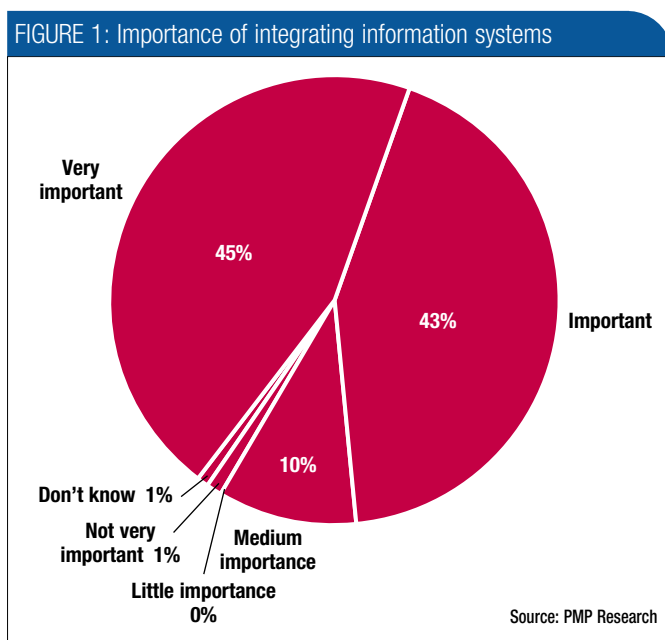 FIGURE 1: Importance of integrating information systems
Very
important
45%
43%
Important
10%
Don’t know 1%
Not very
important 1%
Medium
importance
Little importance
0%
Source: PMP Research